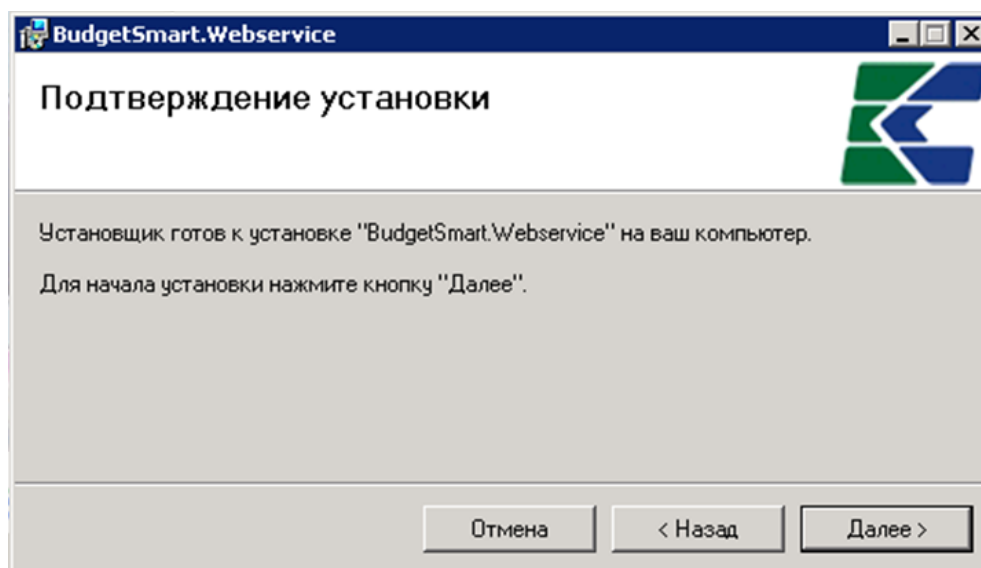 BudgetSmart.Webservice
Подтверждение установки
Установщик готов к установке "BudgetSmart.Webservice" на ваш компьютер.
Для начала установки нажмите кнопку "Далее".
Отмена
< Назад
Далее >